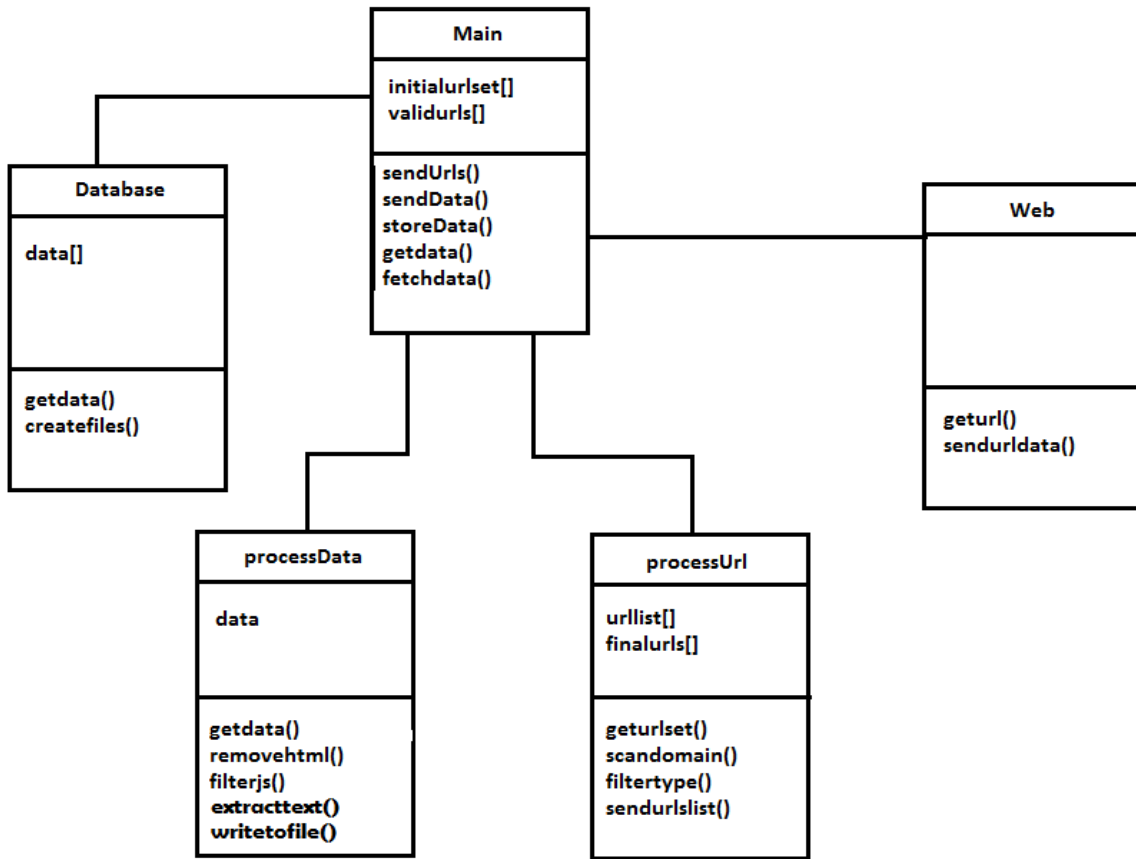 Main
initialurlset[]
validurls[]
sendUrls()
sendData()
storeData()
getdata()
fetchdata()
Database
data[]
getdata()
createfiles()
Web
geturl()
sendurldata()
processData
data
getdata()
removehtml()
filterjs()
extracttext()
writetofile()
processUrl
urllist[]
finalurls[]
geturlset()
scandomain()
filtertype()
sendurlslist()